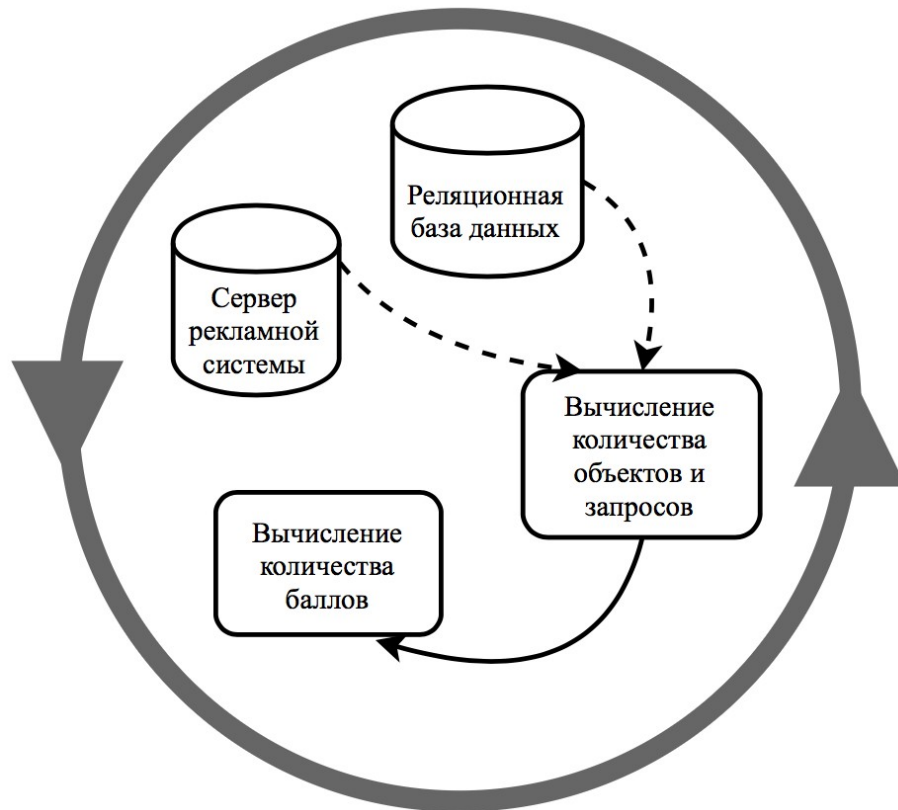 Реляционная
база данных
Сервер
рекламной
системы
Вычисление
количества
объектов и
запросов
Вычисление
количества
баллов